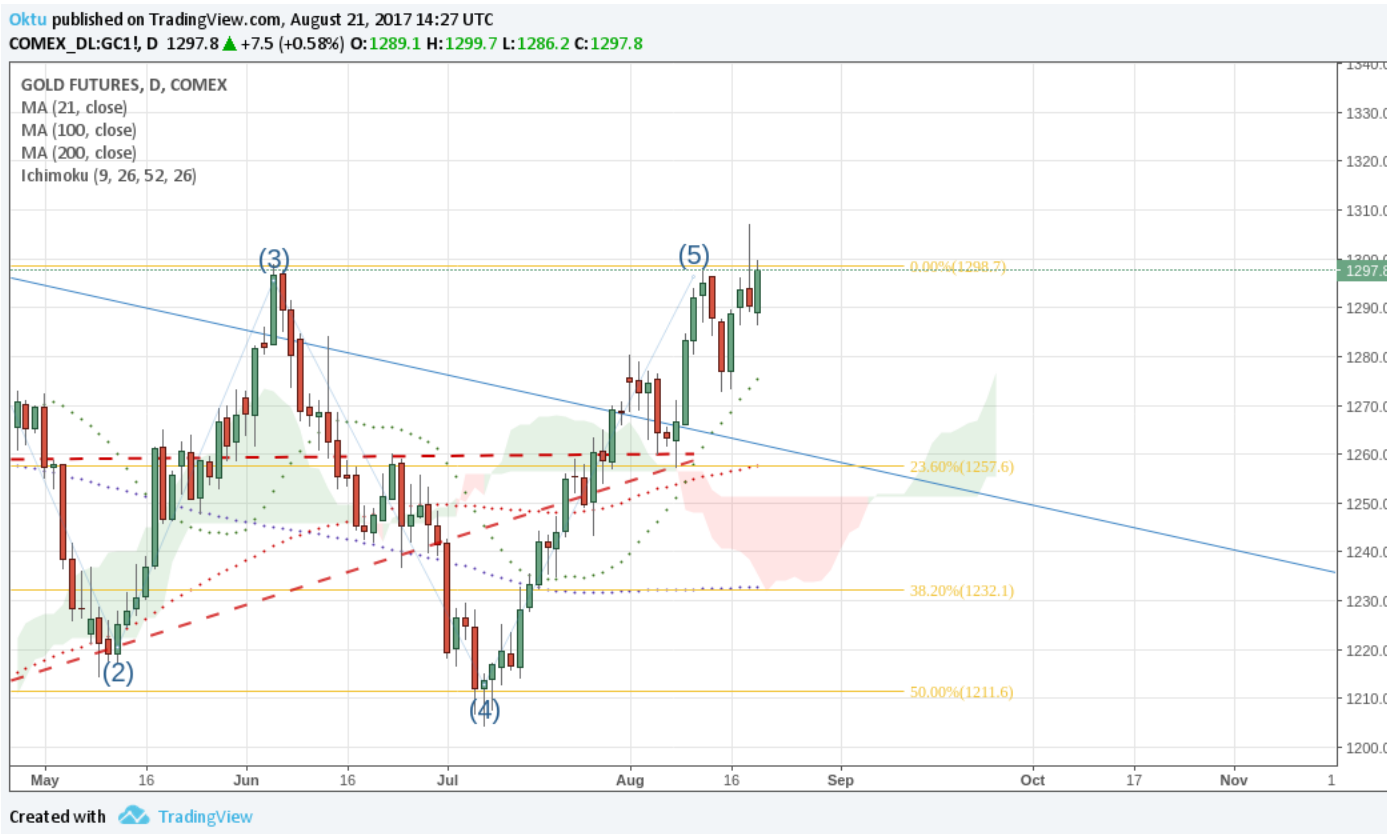 Oktu published on TradingView.com, August 21, 2017 14:27 UTC
COMEX_DL:GC1!, D 1297.8 ▲ +7.5 (+0.58%) O:1289.1 H:1299.7 L:1286.2 C:1297.8
GOLD FUTURES, D, COMEX
MA (21, close)
MA (100, close)
MA (200, close)
Ichimoku (9, 26, 52, 26)
1340.0
1330.0
1320.0
1310.0
1300.0
(3)
(5)
0.00%(1298.7)
1297.8
1290.0
1280.0
1270.0
1260.0
23.60%(1257.6)
1250.0
1240.0
38.20%(1232.1)
1230.0
1220.0
(2)
50.00%(1211.6)
1210.0
(4)
1200.0
May 16 Jun 16 Jul Aug 16 Sep Oct 17 Nov 1
Created with TradingView